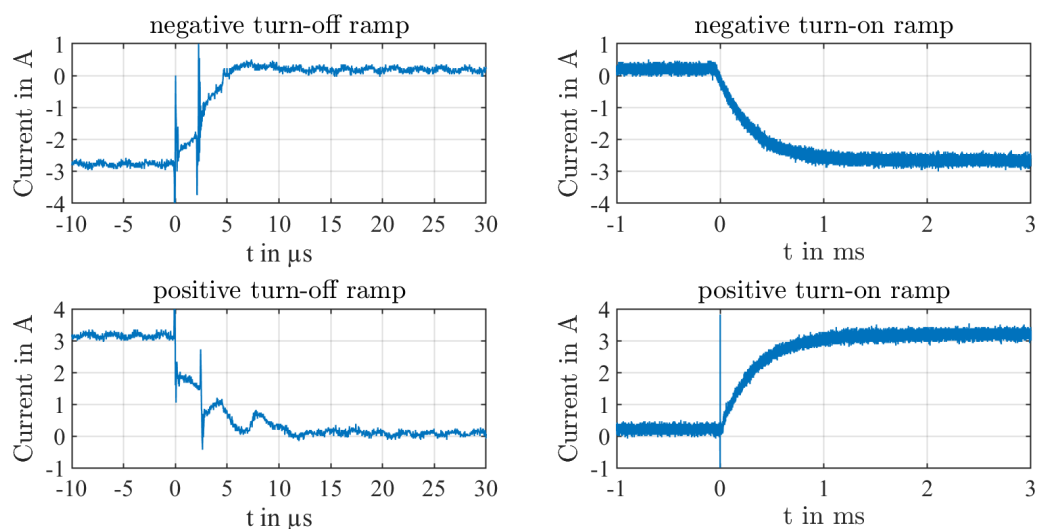 negative turn-off ramp
Current in A
1
0
-1
-2
-3
-4
-10 -5 0 5 10 15 20 25 30
t in µs
negative turn-on ramp
Current in A
1
0
-1
-2
-3
-4
-1 0 1 2 3
t in ms
positive turn-off ramp
Current in A
4
3
2
1
0
-1
-10 -5 0 5 10 15 20 25 30
t in µs
positive turn-on ramp
Current in A
4
3
2
1
0
-1
-1 0 1 2 3
t in ms